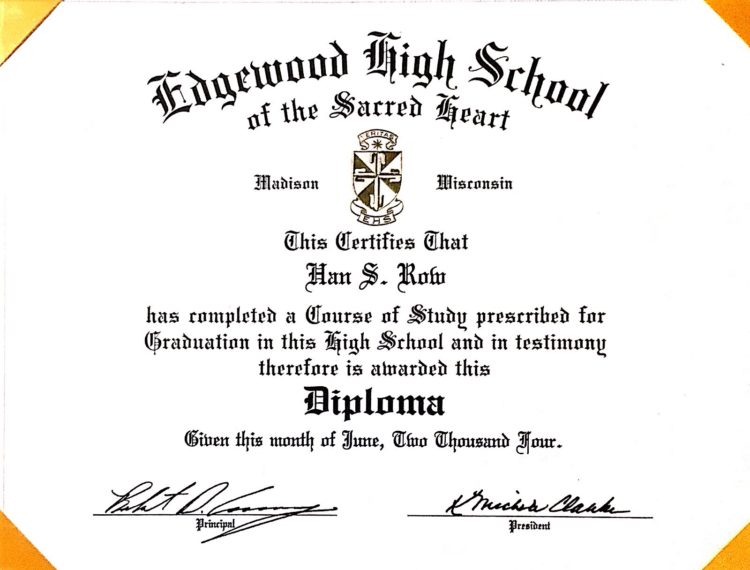 Edgewood High School
of the Sacred Heart
VERITAS
Madison Wisconsin
EHS
This Certifies That
Han S. Row
has completed a Course of Study prescribed for
Graduation in this High School and in testimony
therefore is awarded this
Diploma
Given this month of June, Two Thousand Four.
Principal President